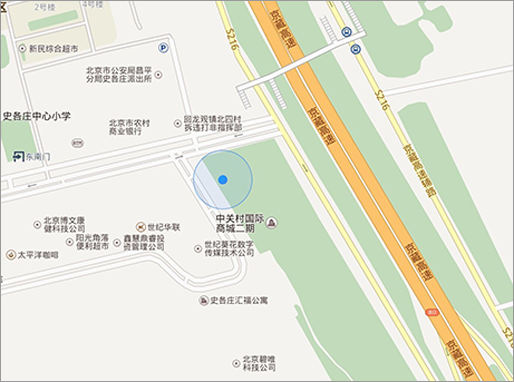 区
2号楼
4号楼
新民综合超市
P
S216
京藏高速
北京市公安局昌平
分局史各庄派出所
史各庄中心小学
北京市农村
商业银行
回龙观镇北四村
拆违打非指挥部
京藏高速
S216
东南门
京藏高速辅路
京藏高速
中关村国际
商城二期
北京博文康
健科技公司
世纪华联
阳光角落
便利超市
鑫慧鼎睿投
资管理公司
世纪葵花数字
传媒技术公司
太平洋咖啡
京藏高速
史各庄汇福公寓
京藏高速
S216
北京碧唯
科技公司